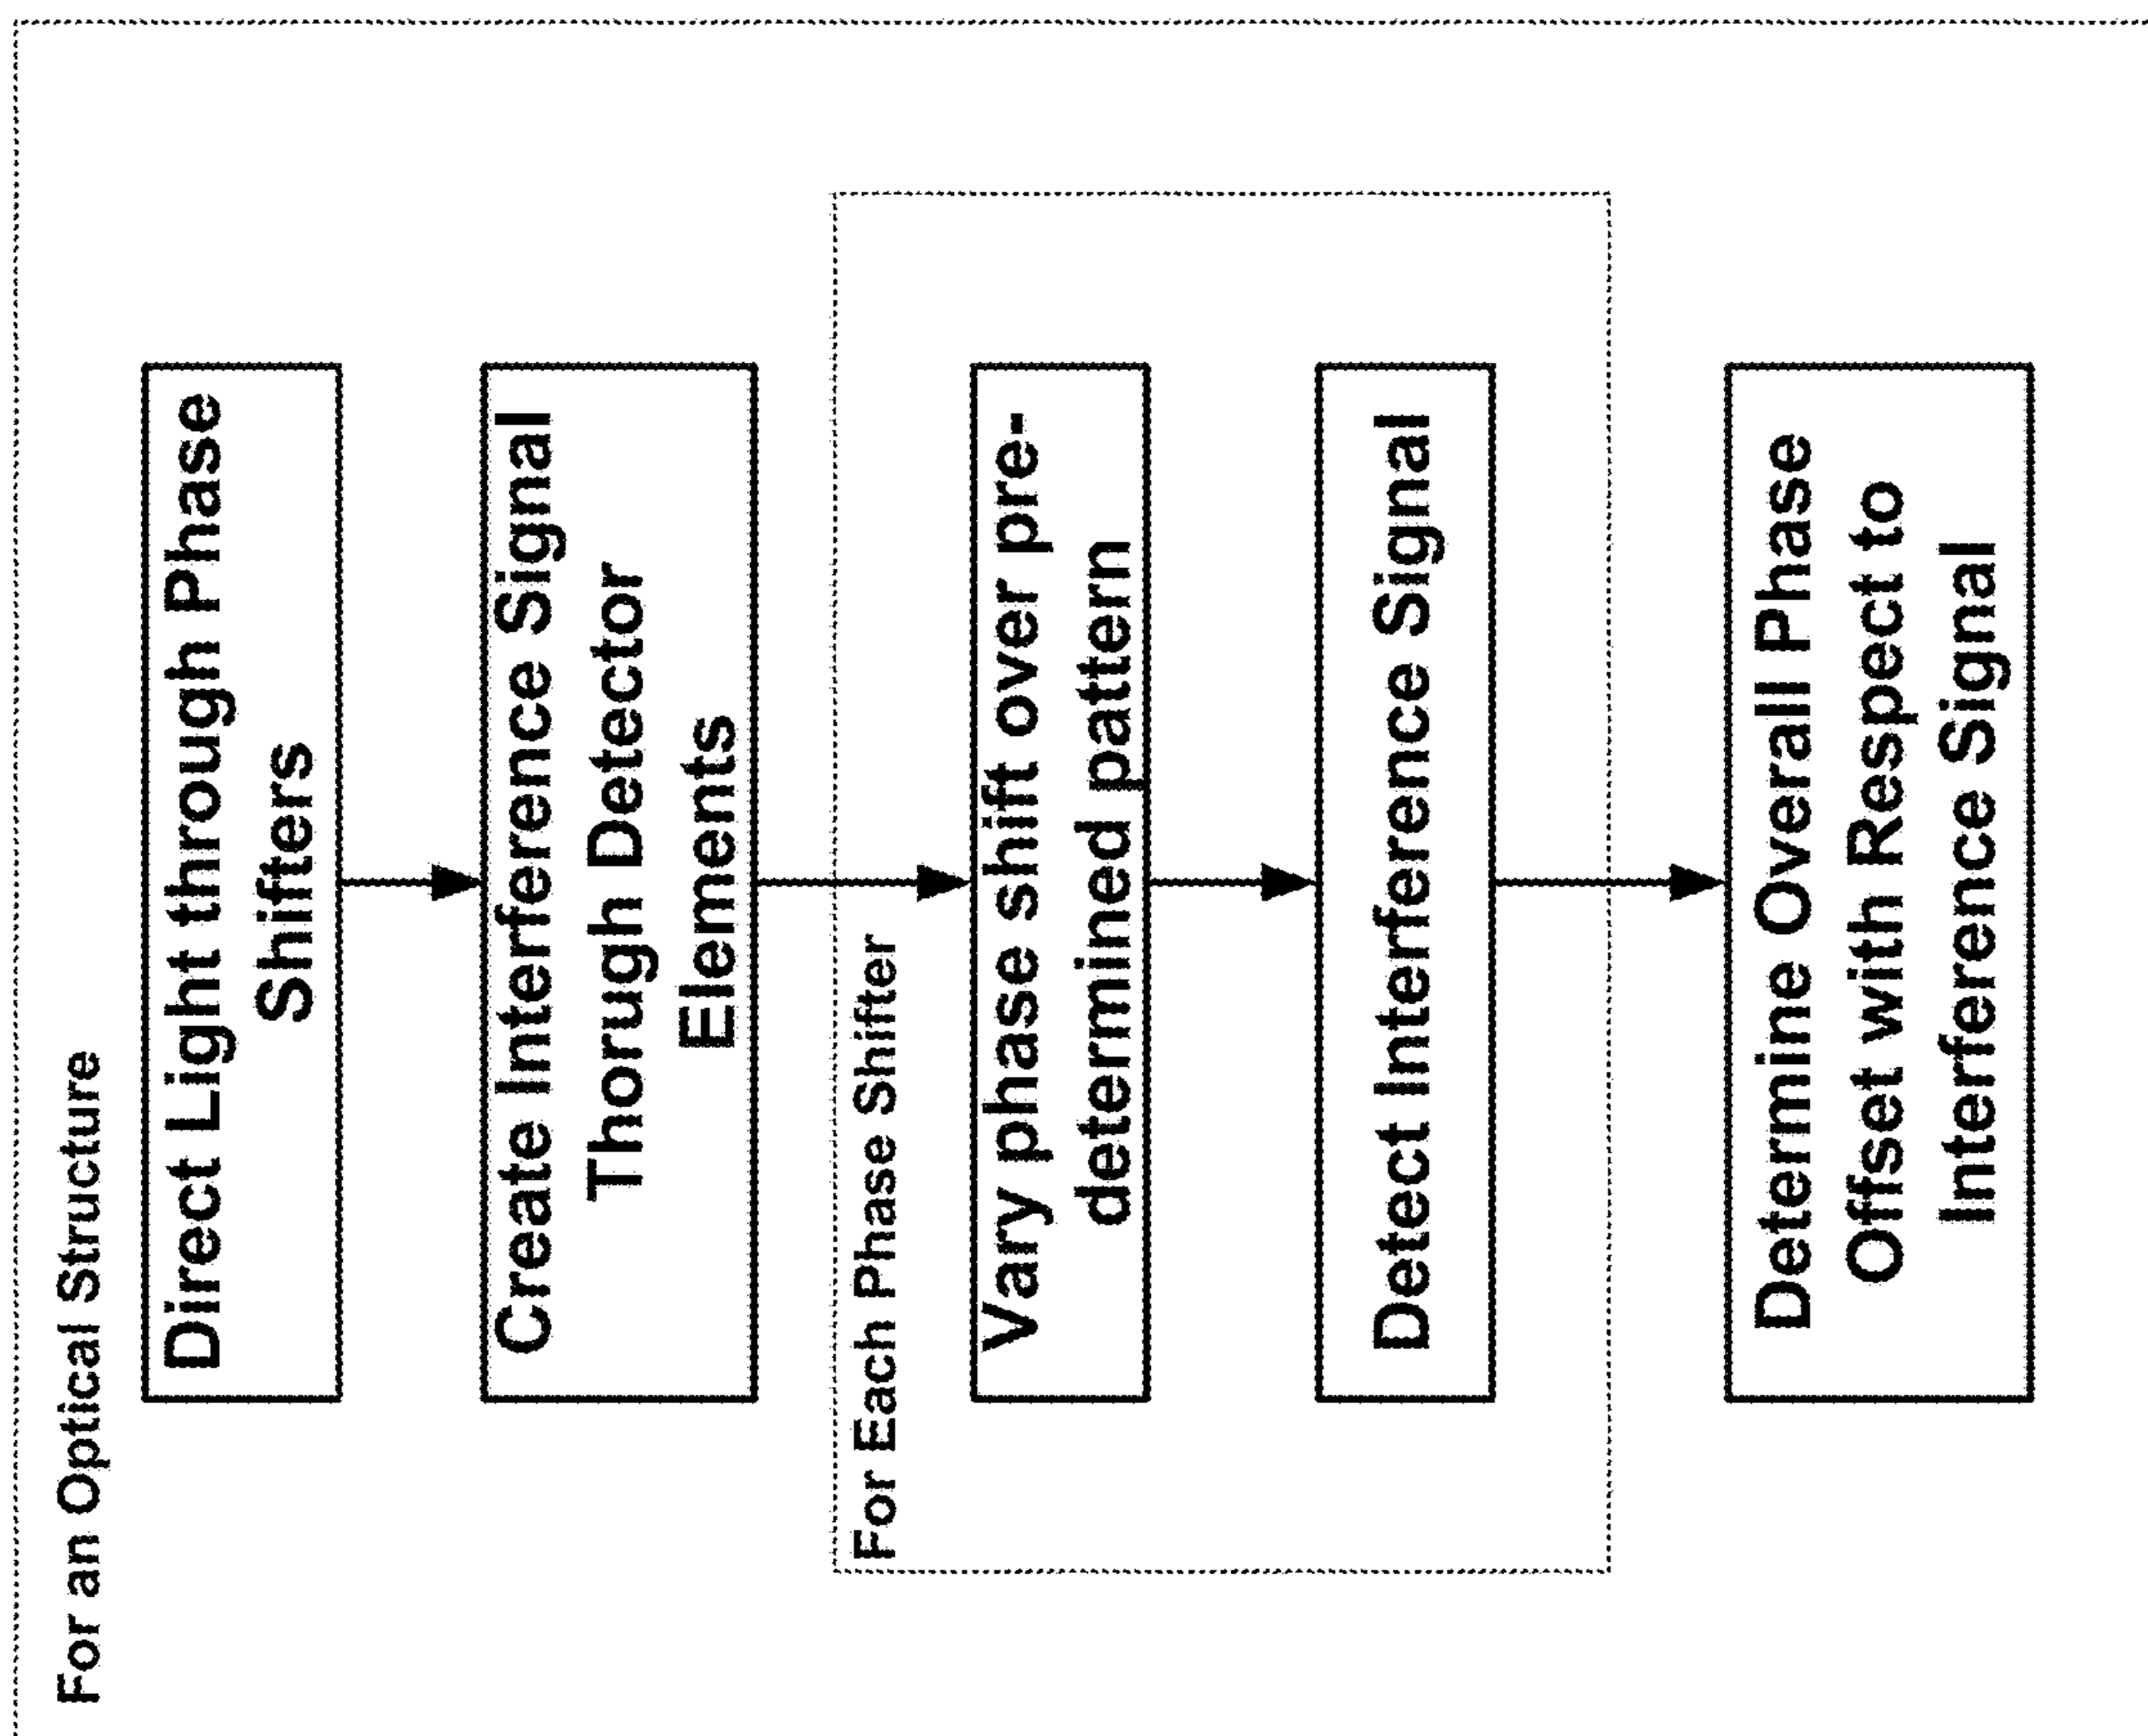 For an Optical Structure
Direct Light through Phase
Shifters
Create Interference Signal
Thorugh Detector
Elements
For Each Phase Shifter
Vary phase shift over pre-
determined pattern
Detect Interference Signal
Determine Overall Phase
Offset with Respect to
Interference Signal